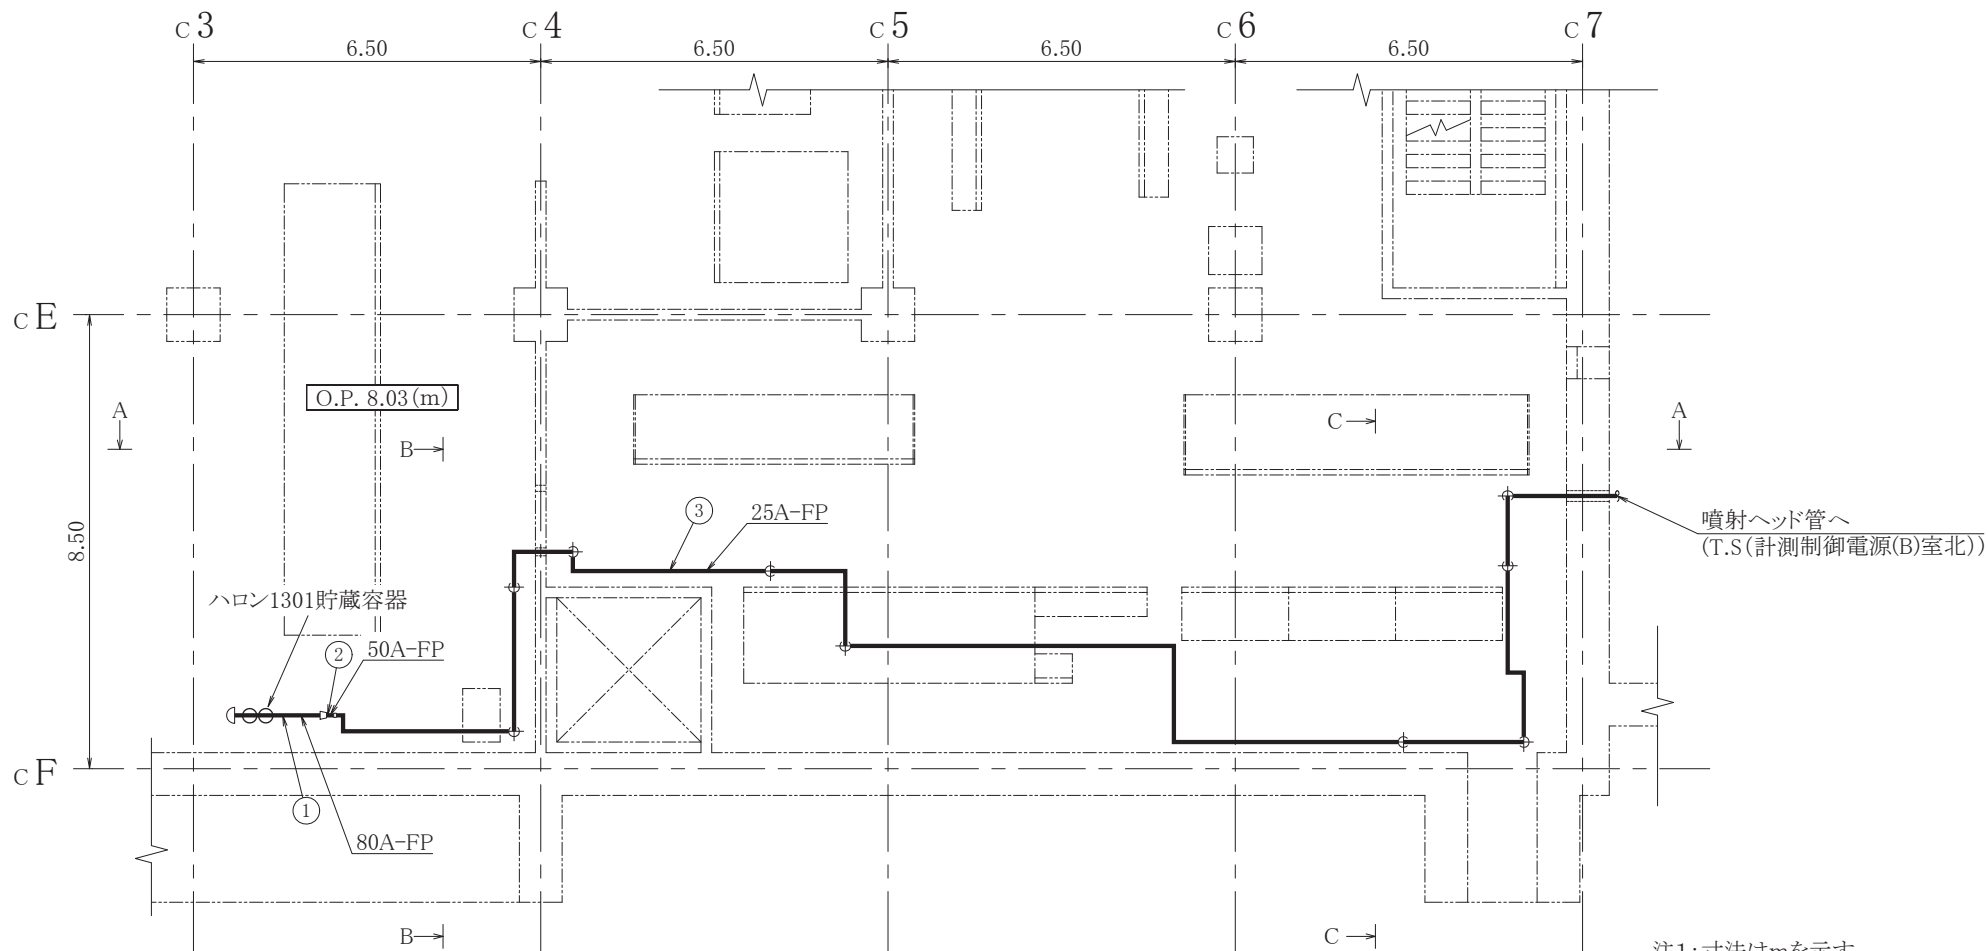 C3 C4 C5 C6 C7
6.50 6.50 6.50 6.50
CE
O.P. 8.03(m)
A
A
B
C
8.50
③
25A-FP
噴射ヘッド管へ
(T.S(計測制御電源(B)室北))
ハロン1301貯蔵容器
②
50A-FP
CF
①
80A-FP
B
C
注1:寸法はmを示す